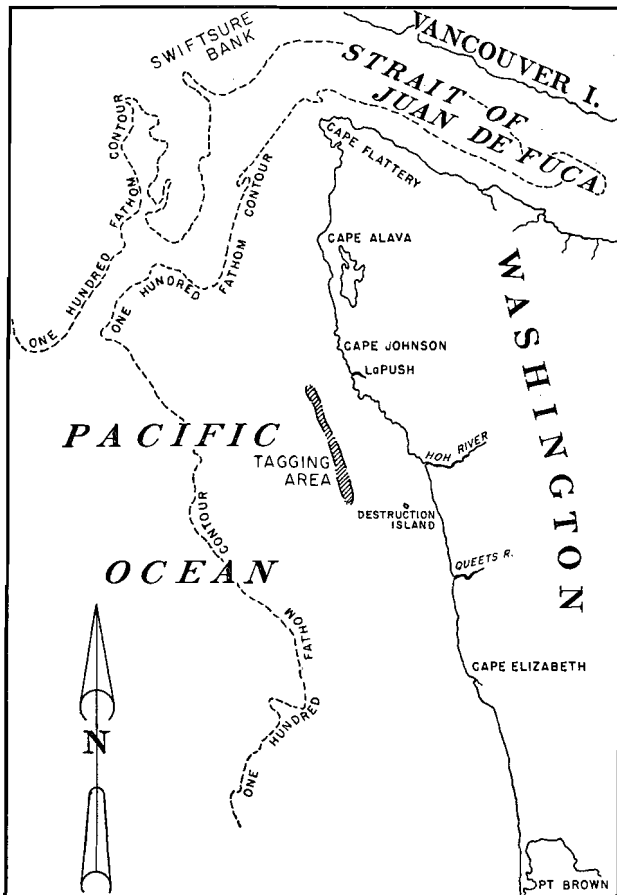 SWIFTSURE
BANK
VANCOUVER I.
STRAIT OF
JUAN DE FUCA
CAPE FLATTERY
ONE HUNDRED FATHOM CONTOUR
ONE HUNDRED FATHOM CONTOUR
CAPE ALAVA
WASHINGTON
CAPE JOHNSON
LaPUSH
PACIFIC
OCEAN
TAGGING
AREA
HOH RIVER
DESTRUCTION
ISLAND
QUEETS R.
CAPE ELIZABETH
ONE HUNDRED FATHOM CONTOUR
N
PT BROWN